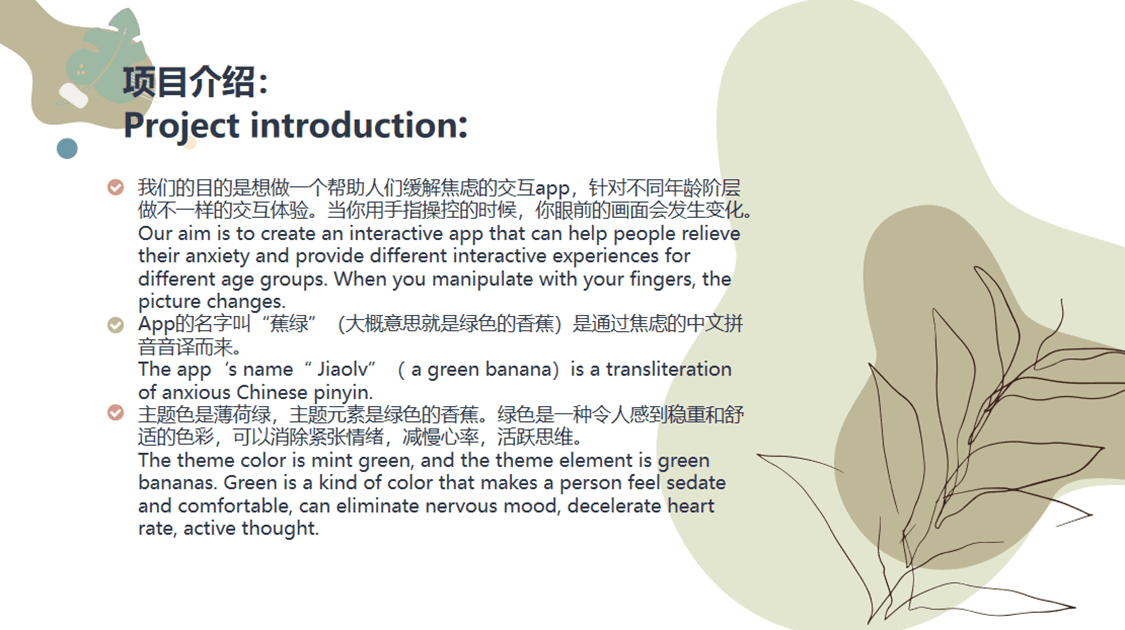 项目介绍：
Project introduction:
我们的目的是想做一个帮助人们缓解焦虑的交互app，针对不同年龄阶层
做不一样的交互体验。当你用手指操控的时候，你眼前的画面会发生变化。
Our aim is to create an interactive app that can help people relieve
their anxiety and provide different interactive experiences for
different age groups. When you manipulate with your fingers, the
picture changes.
App的名字叫“蕉绿”（大概意思就是绿色的香蕉）是通过焦虑的中文拼
音音译而来。
The app‘s name“ Jiaolv”（ a green banana）is a transliteration
of anxious Chinese pinyin.
主题色是薄荷绿，主题元素是绿色的香蕉。绿色是一种令人感到稳重和舒
适的色彩，可以消除紧张情绪，减慢心率，活跃思维。
The theme color is mint green, and the theme element is green
bananas. Green is a kind of color that makes a person feel sedate
and comfortable, can eliminate nervous mood, decelerate heart
rate, active thought.